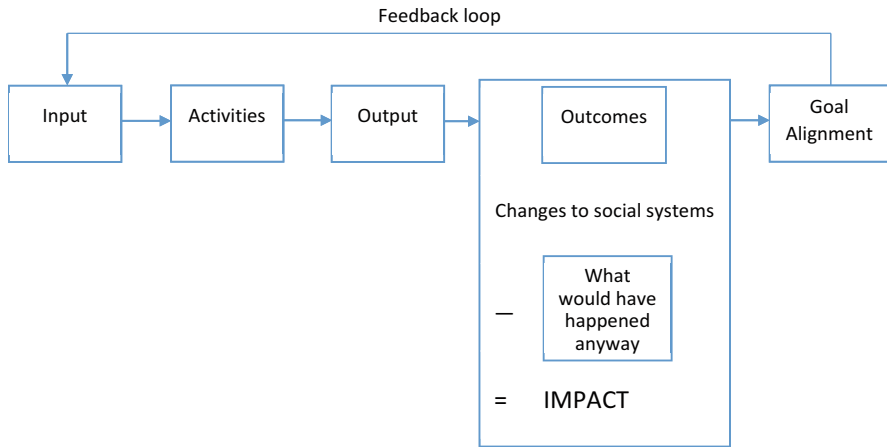 Feedback loop
Input
Activities
Output
Outcomes
Goal
Alignment
Changes to social systems
—
What
would have
happened
anyway
= IMPACT